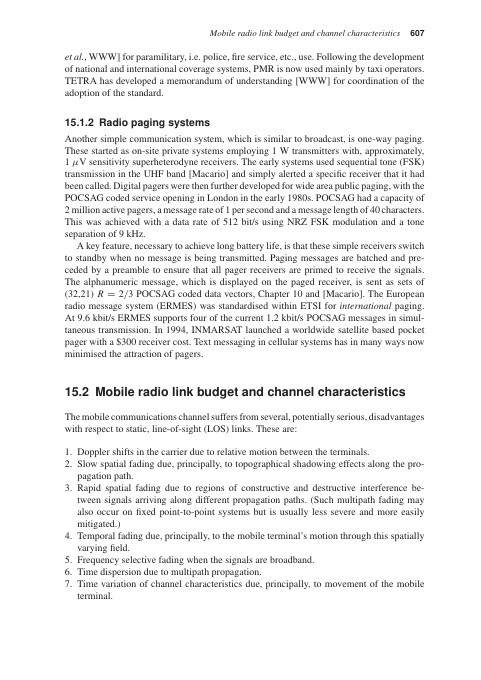 Mobile radio link budget and channel characteristics 607
et al., WWW] for paramilitary, i.e. police, fire service, etc., use. Following the development
of national and international coverage systems, PMR is now used mainly by taxi operators.
TETRA has developed a memorandum of understanding [WWW] for coordination of the
adoption of the standard.
15.1.2 Radio paging systems
Another simple communication system, which is similar to broadcast, is one-way paging.
These started as on-site private systems employing 1 W transmitters with, approximately,
1 μV sensitivity superheterodyne receivers. The early systems used sequential tone (FSK)
transmission in the UHF band [Macario] and simply alerted a specific receiver that it had
been called. Digital pagers were then further developed for wide area public paging, with the
POCSAG coded service opening in London in the early 1980s. POCSAG had a capacity of
2 million active pagers, a message rate of 1 per second and a message length of 40 characters.
This was achieved with a data rate of 512 bit/s using NRZ FSK modulation and a tone
separation of 9 kHz.
A key feature, necessary to achieve long battery life, is that these simple receivers switch
to standby when no message is being transmitted. Paging messages are batched and pre-
ceded by a preamble to ensure that all pager receivers are primed to receive the signals.
The alphanumeric message, which is displayed on the paged receiver, is sent as sets of
(32,21) R = 2/3 POCSAG coded data vectors, Chapter 10 and [Macario]. The European
radio message system (ERMES) was standardised within ETSI for international paging.
At 9.6 kbit/s ERMES supports four of the current 1.2 kbit/s POCSAG messages in simul-
taneous transmission. In 1994, INMARSAT launched a worldwide satellite based pocket
pager with a $300 receiver cost. Text messaging in cellular systems has in many ways now
minimised the attraction of pagers.
15.2 Mobile radio link budget and channel characteristics
The mobile communications channel suffers from several, potentially serious, disadvantages
with respect to static, line-of-sight (LOS) links. These are:
1. Doppler shifts in the carrier due to relative motion between the terminals.
2. Slow spatial fading due, principally, to topographical shadowing effects along the pro-
pagation path.
3. Rapid spatial fading due to regions of constructive and destructive interference be-
tween signals arriving along different propagation paths. (Such multipath fading may
also occur on fixed point-to-point systems but is usually less severe and more easily
mitigated.)
4. Temporal fading due, principally, to the mobile terminal's motion through this spatially
varying field.
5. Frequency selective fading when the signals are broadband.
6. Time dispersion due to multipath propagation.
7. Time variation of channel characteristics due, principally, to movement of the mobile
terminal.